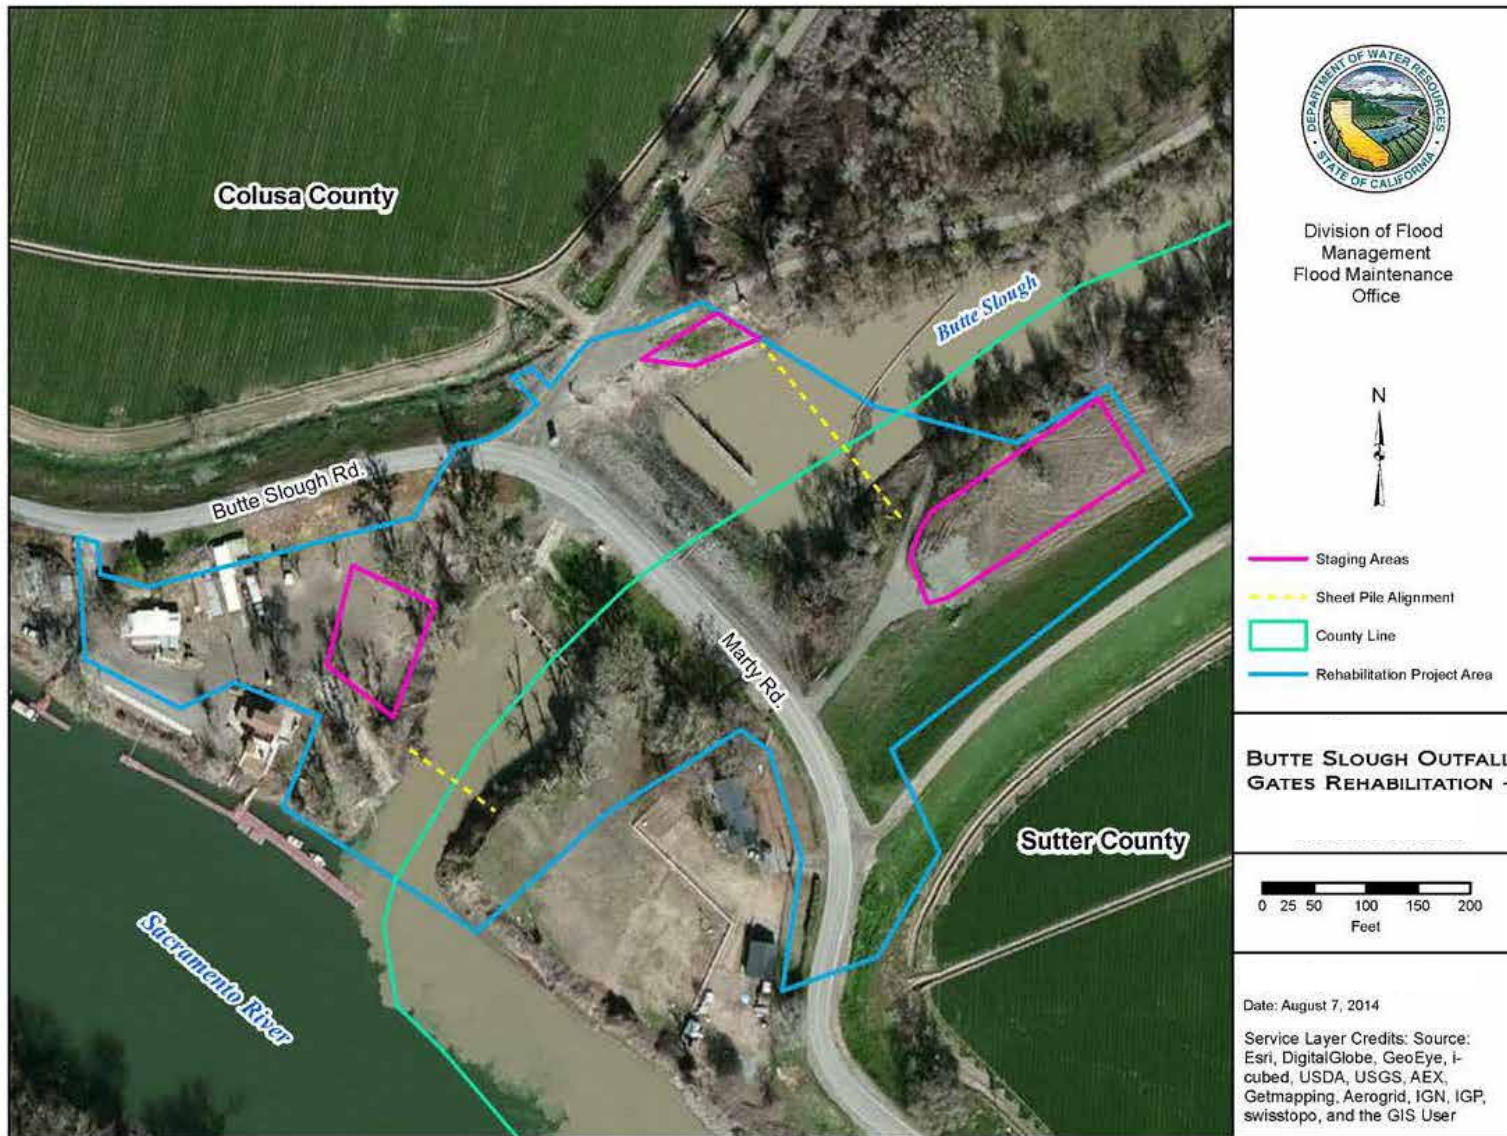 Colusa County
Butte Slough
Butte Slough Rd.
Marty Rd.
Sutter County
Sacramento River
DEPARTMENT OF WATER RESOURCES
STATE OF CALIFORNIA
Division of Flood
Management
Flood Maintenance
Office
N
Staging Areas
Sheet Pile Alignment
County Line
Rehabilitation Project Area
BUTTE SLOUGH OUTFALL
GATES REHABILITATION -
0 25 50 100 150 200
Feet
Date: August 7, 2014
Service Layer Credits: Source:
Esri, DigitalGlobe, GeoEye, i-
cubed, USDA, USGS, AEX,
Getmapping, Aerogrid, IGN, IGP,
swisstopo, and the GIS User